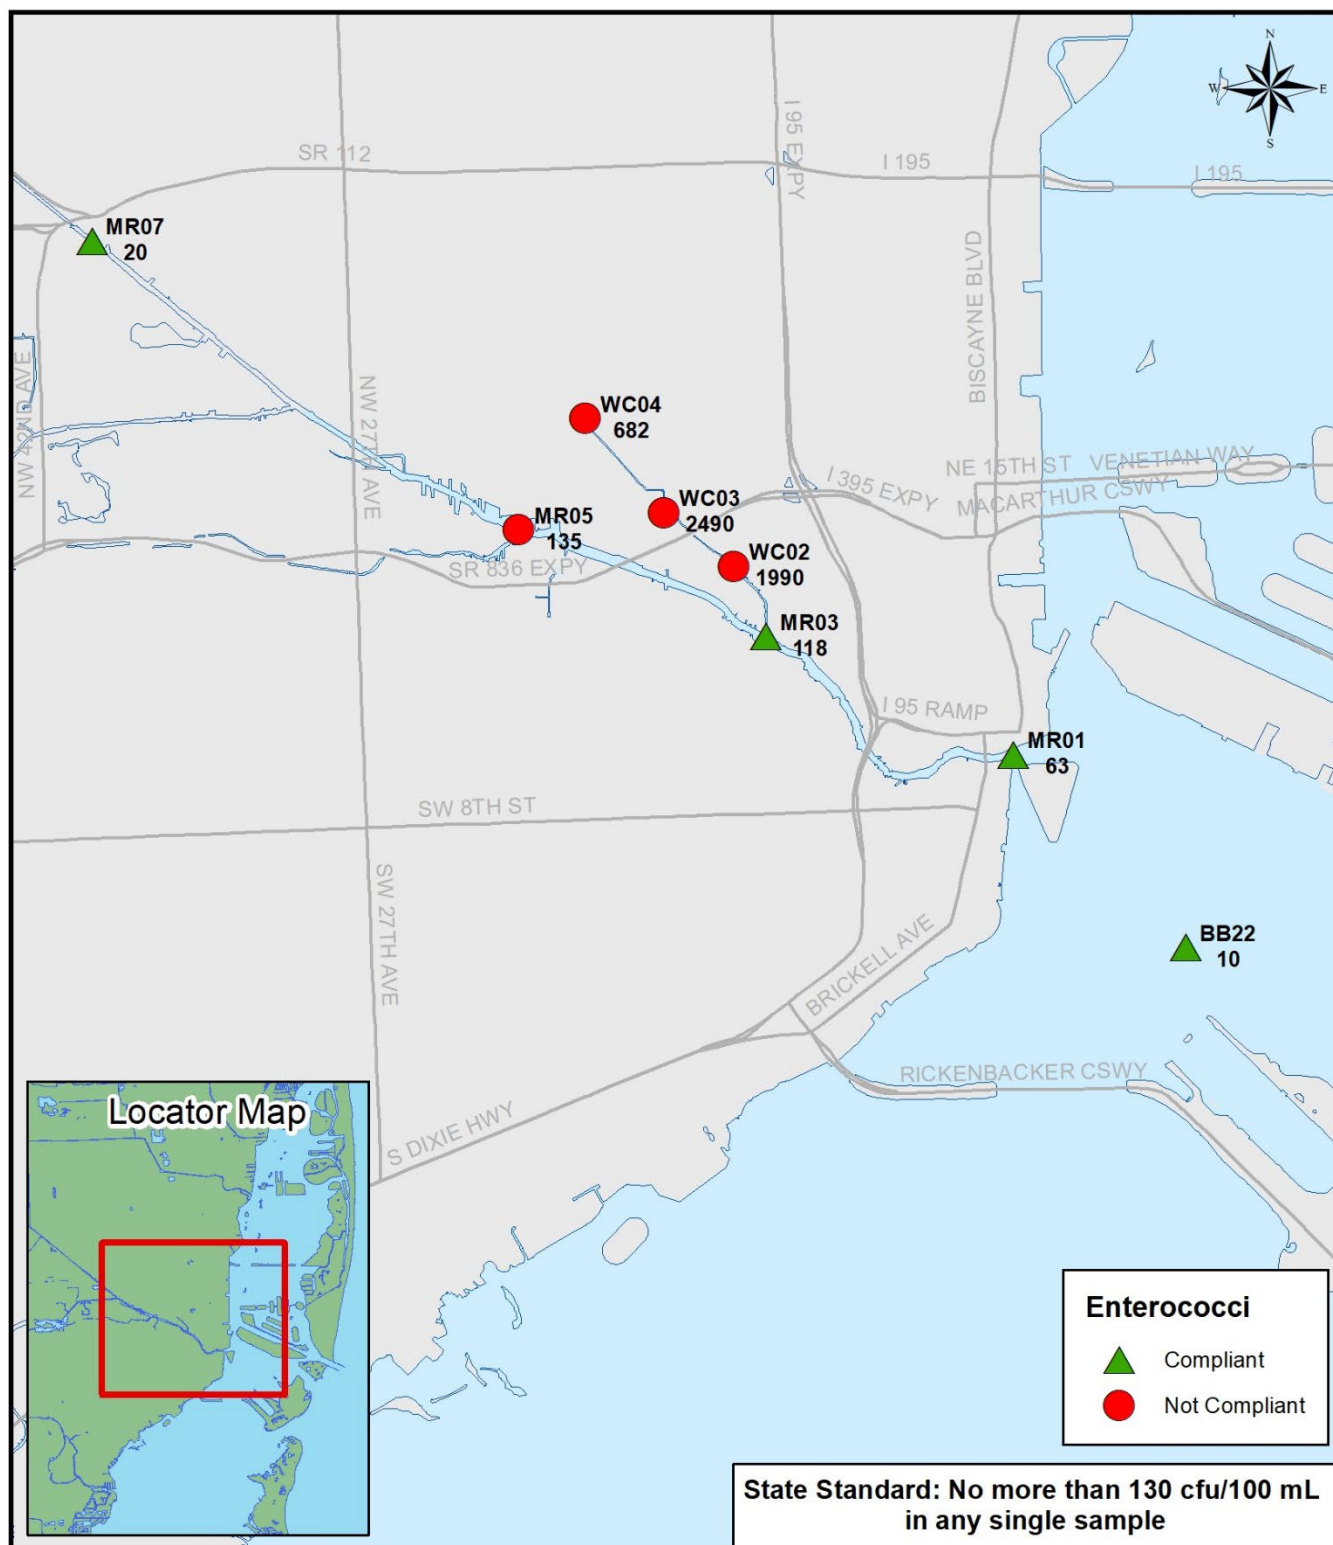 N
W
E
S
I 95 EXPY
SR 112
I 195
I 195
MR07
20
BISCAYNE BLVD
NW 42ND AVE
NW 27TH AVE
WC04
682
NE 15TH ST
VENETIAN WAY
I 395 EXPY
MACARTHUR CSWY
WC03
2490
MR05
135
WC02
1990
SR 836 EXPY
MR03
118
I 95 RAMP
MR01
63
SW 8TH ST
SW 27TH AVE
BRICKELL AVE
BB22
10
RICKENBACKER CSWY
S DIXIE HWY
Locator Map
Enterococci
Compliant
Not Compliant
State Standard: No more than 130 cfu/100 mL
in any single sample